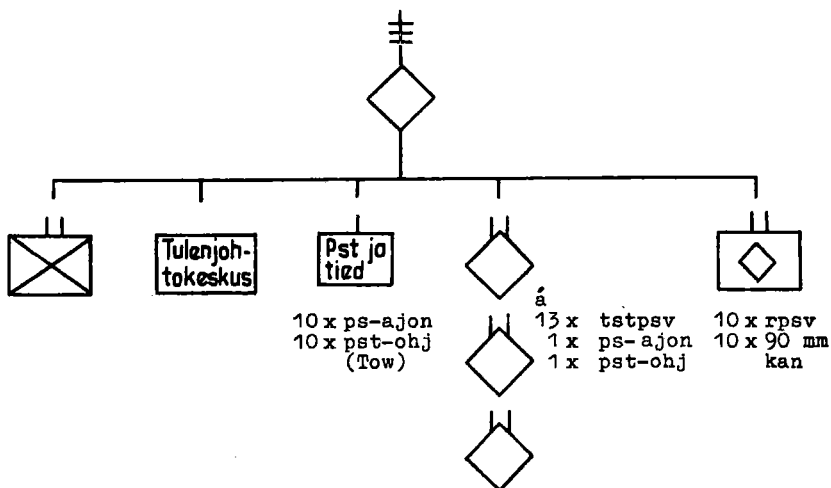 Tulenjoh-
tokeskus
Pst ja
tied
10 x ps-ajon
10 x pst-ohj
(Tow)
á
13 x tstpsv
1 x ps-ajon
1 x pst-ohj
10 x rpsv
10 x 90 mm
kan